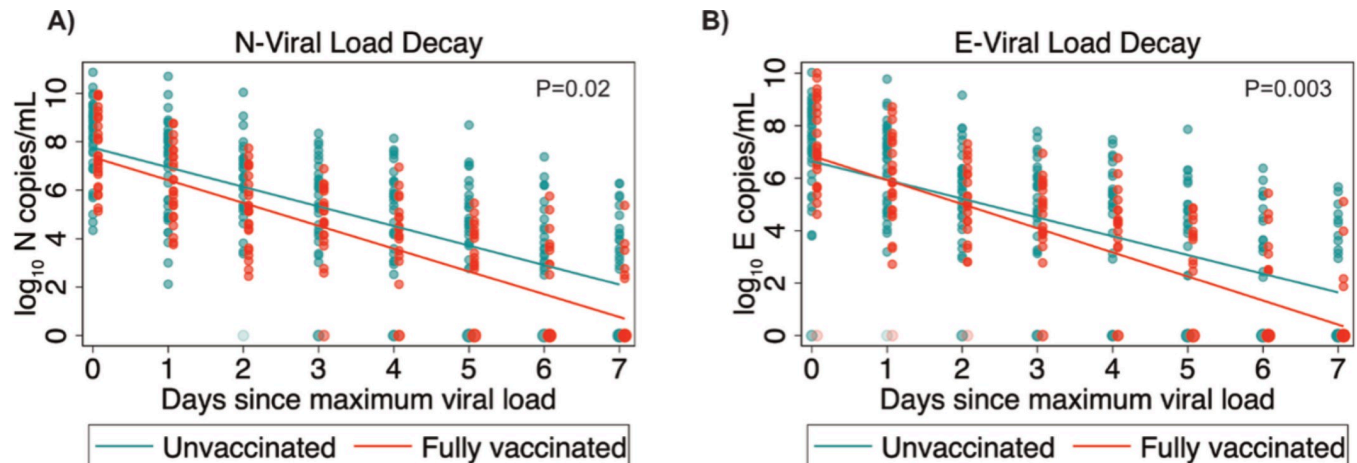 A)
N-Viral Load Decay
P=0.02
log10 N copies/mL
10
8
6
4
2
0
0 1 2 3 4 5 6 7
Days since maximum viral load
Unvaccinated Fully vaccinated
B)
E-Viral Load Decay
P=0.003
log10 E copies/mL
10
8
6
4
2
0
0 1 2 3 4 5 6 7
Days since maximum viral load
Unvaccinated Fully vaccinated